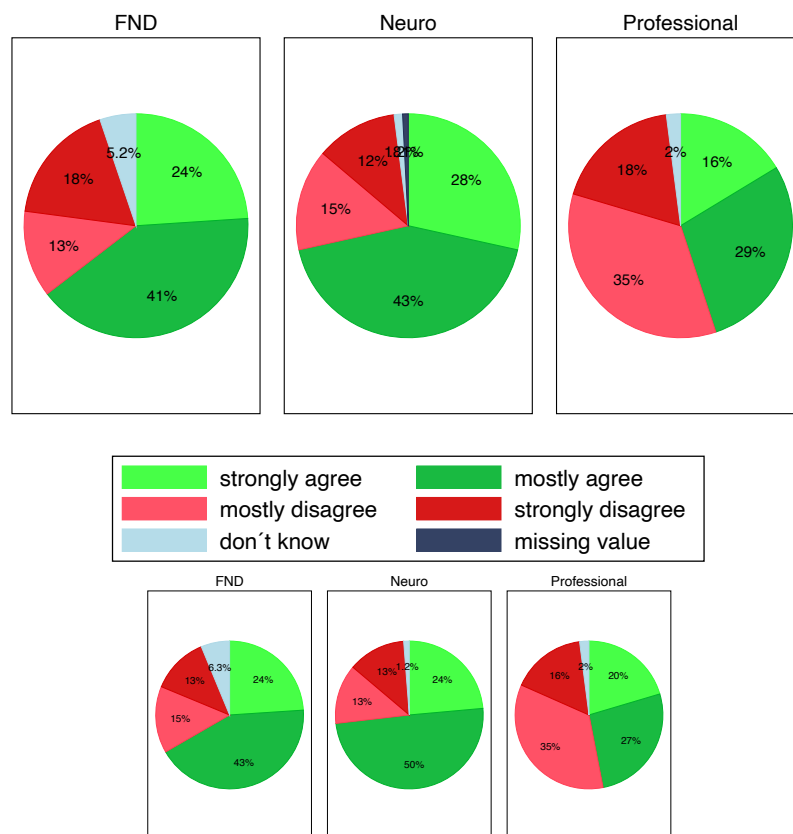 FND Neuro Professional
5.2% 24% 18% 13% 41%
12% 28% 15% 43%
2% 16% 18% 29% 35%
strongly agree mostly agree
mostly disagree strongly disagree
don´t know missing value
FND Neuro Professional
6.3% 24% 13% 15% 43%
1.2% 24% 13% 13% 50%
2% 20% 16% 27% 35%